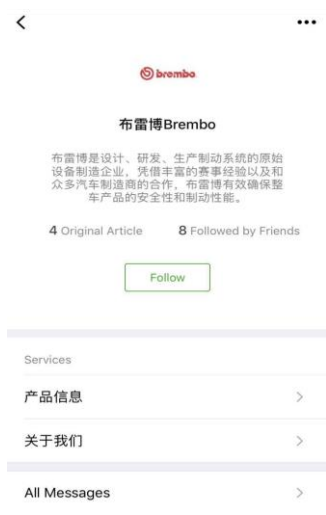 brembo
布雷博Brembo
布雷博是设计、研发、生产制动系统的原始
设备制造企业，凭借丰富的赛事经验以及和
众多汽车制造商的合作，布雷博有效确保整
车产品的安全性和制动性能。
4 Original Article 8 Followed by Friends
Follow
Services
产品信息
关于我们
All Messages